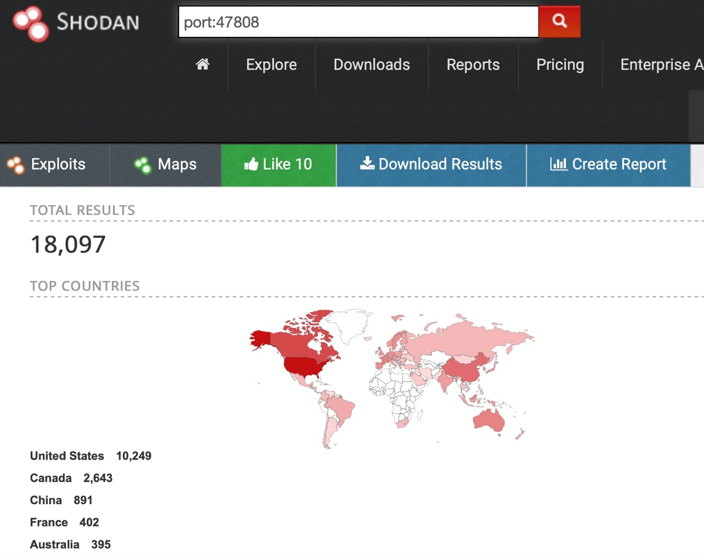 SHODAN
port:47808
Explore Downloads Reports Pricing Enterprise A
Exploits Maps Like 10 Download Results Create Report
TOTAL RESULTS
18,097
TOP COUNTRIES
United States 10,249
Canada 2,643
China 891
France 402
Australia 395